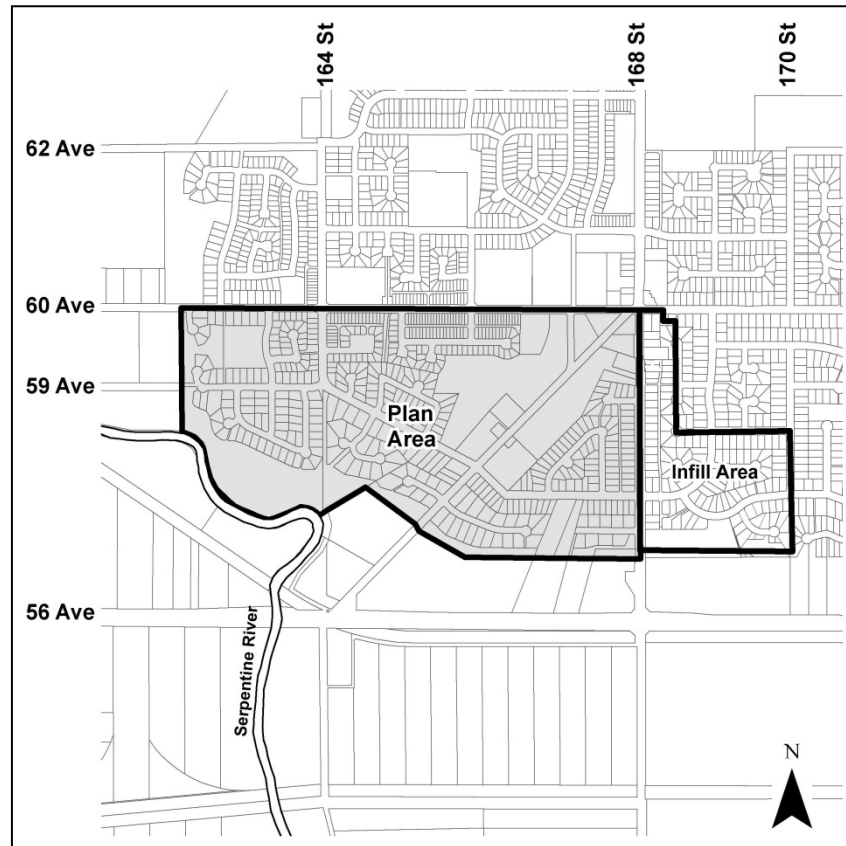 164 St
168 St
170 St
62 Ave
60 Ave
59 Ave
Plan
Area
Infill Area
56 Ave
Serpentine River
N